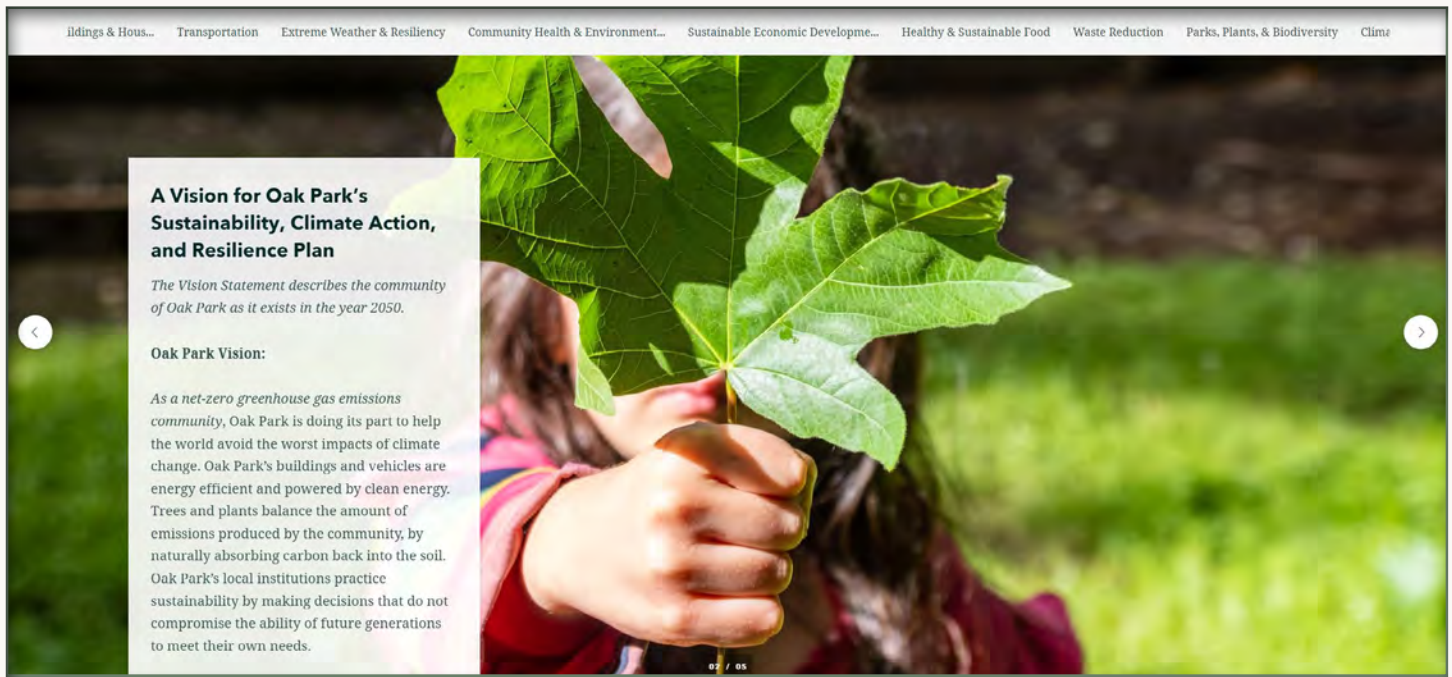 ildings & Hous... Transportation Extreme Weather & Resiliency Community Health & Environment... Sustainable Economic Developme... Healthy & Sustainable Food Waste Reduction Parks, Plants, & Biodiversity Clima
A Vision for Oak Park's
Sustainability, Climate Action,
and Resilience Plan
The Vision Statement describes the community
of Oak Park as it exists in the year 2050.
Oak Park Vision:
As a net-zero greenhouse gas emissions
community, Oak Park is doing its part to help
the world avoid the worst impacts of climate
change. Oak Park's buildings and vehicles are
energy efficient and powered by clean energy.
Trees and plants balance the amount of
emissions produced by the community, by
naturally absorbing carbon back into the soil.
Oak Park's local institutions practice
sustainability by making decisions that do not
compromise the ability of future generations
to meet their own needs.
02 / 05